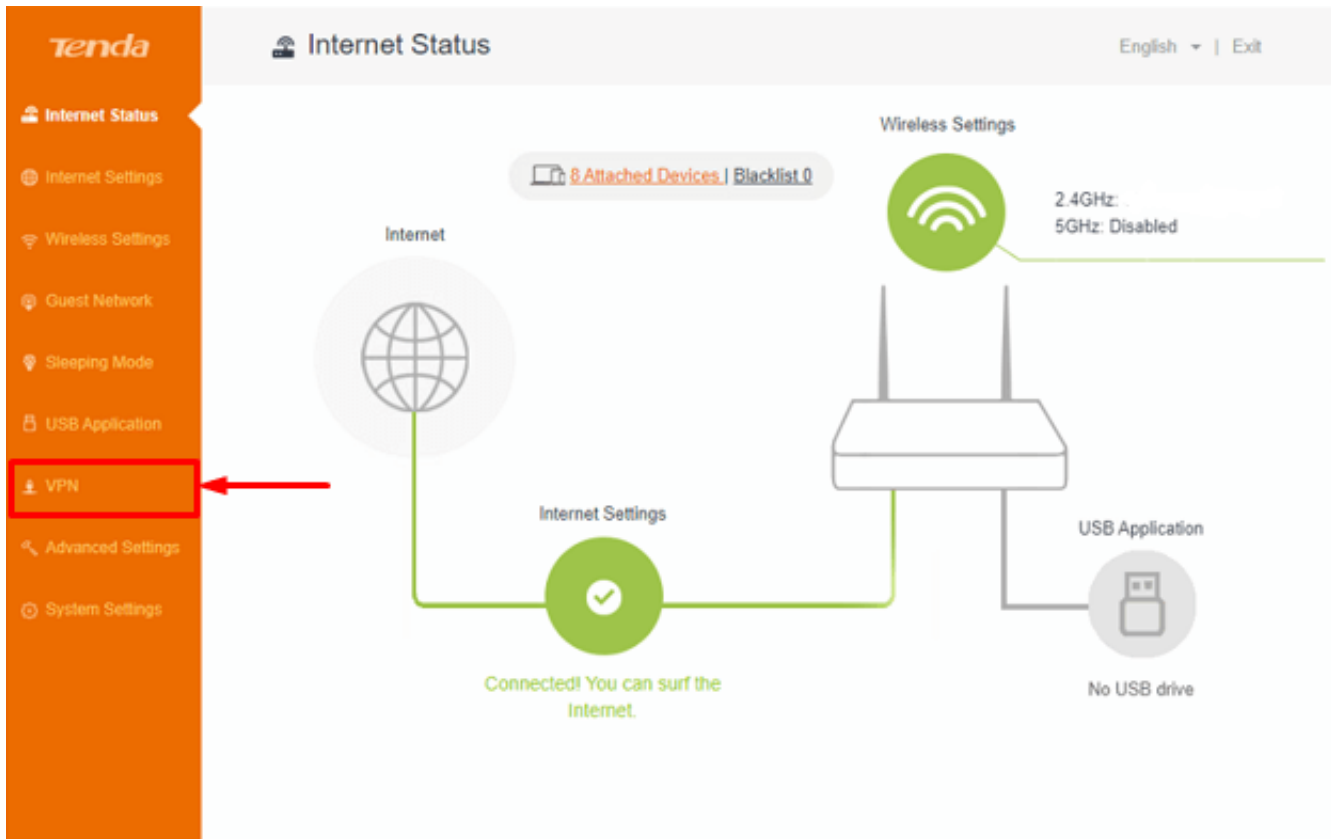 Tenda
Internet Status
English | Exit
Internet Status
Internet Settings
Wireless Settings
Guest Network
Sleeping Mode
USB Application
VPN
Advanced Settings
System Settings
8 Attached Devices | Blacklist 0
Wireless Settings
2.4GHz:
5GHz: Disabled
Internet
Internet Settings
Connected! You can surf the
Internet.
USB Application
No USB drive